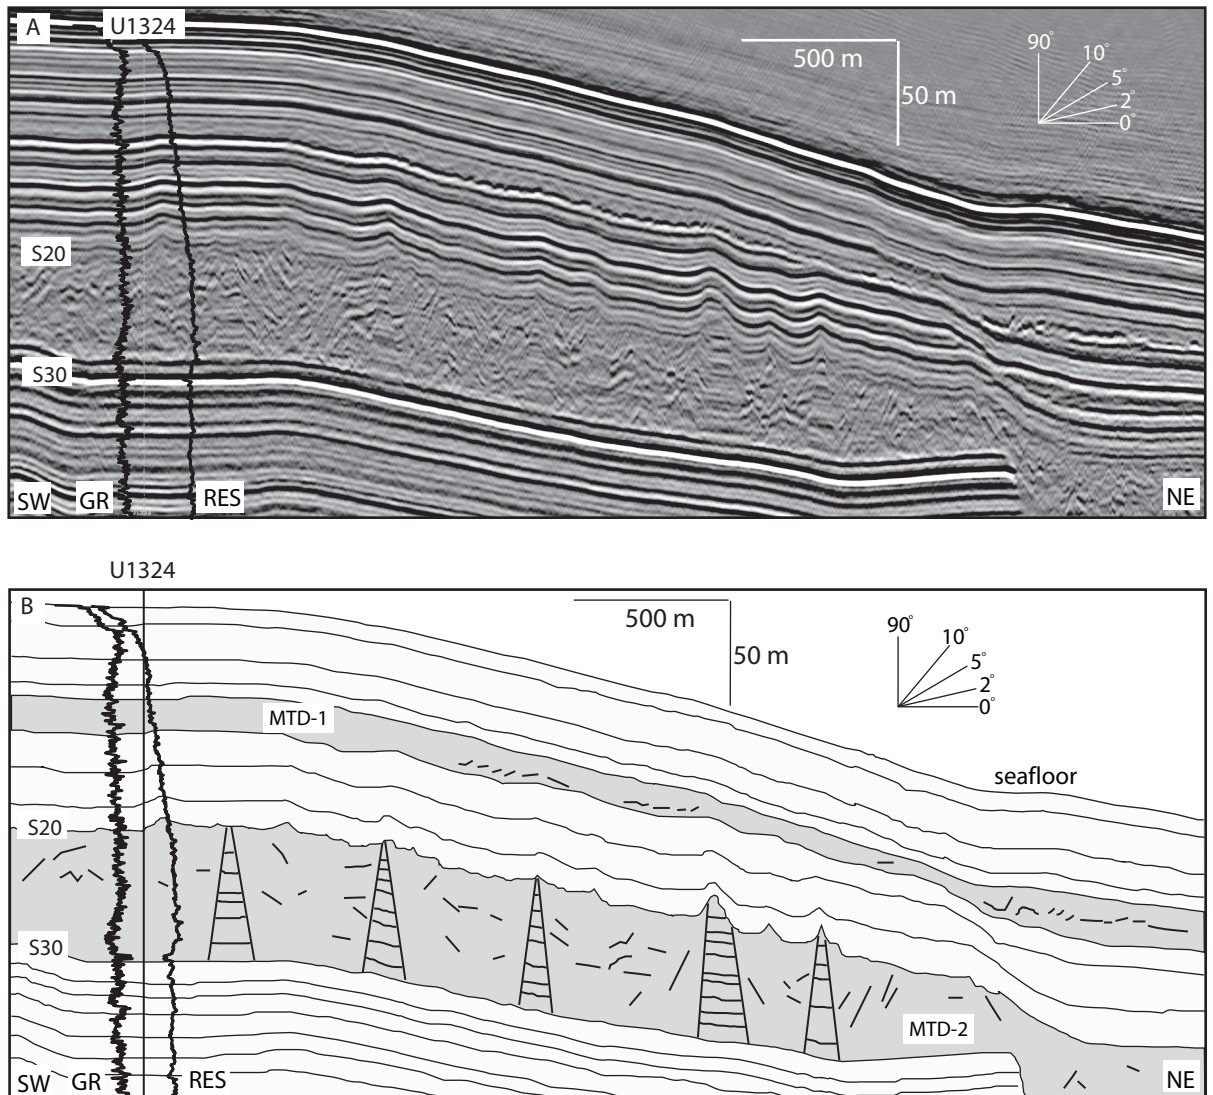 A
U1324
500 m
50 m
90°
10°
5°
2°
0°
S20
S30
SW
GR
RES
NE
U1324
B
500 m
50 m
90°
10°
5°
2°
0°
MTD-1
seafloor
S20
S30
MTD-2
SW
GR
RES
NE